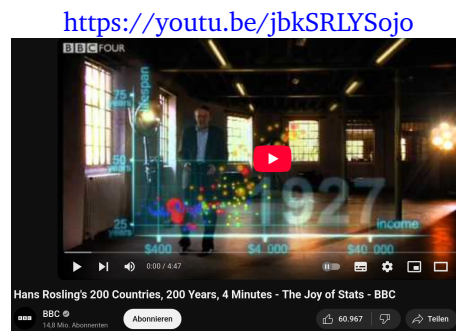 https://youtu.be/jbkSRLYSojo
BBC FOUR
lifespan
75
years
50
years
1927
25
years
income
$400
$4 000
$40 000
0:00 / 4:47
Hans Rosling's 200 Countries, 200 Years, 4 Minutes - The Joy of Stats - BBC
BBC
BBC
14,8 Mio. Abonnenten
Abonnieren
60.967
Teilen